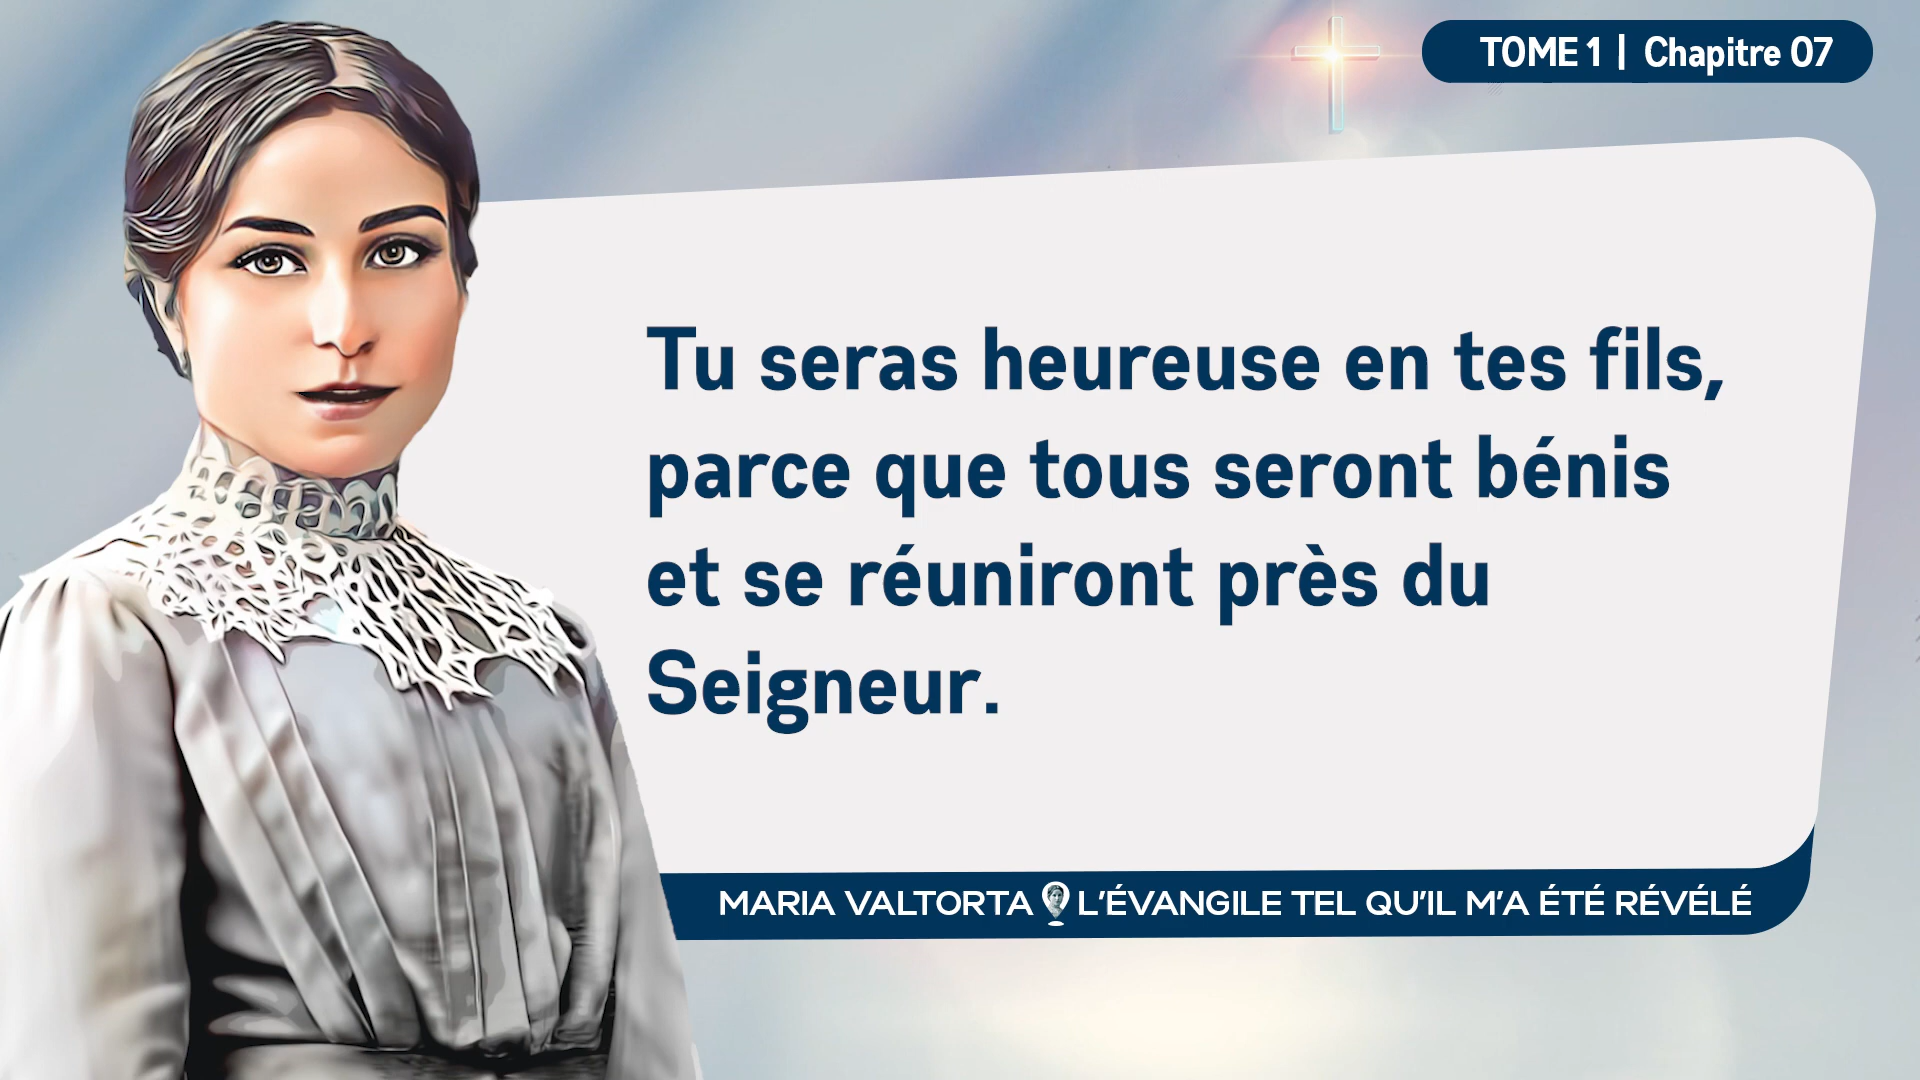 TOME 1 | Chapitre 07
Tu seras heureuse en tes fils,
parce que tous seront bénis
et se réuniront près du
Seigneur.
MARIA VALTORTA L'ÉVANGILE TEL QU'IL M'A ÉTÉ RÉVÉLÉ